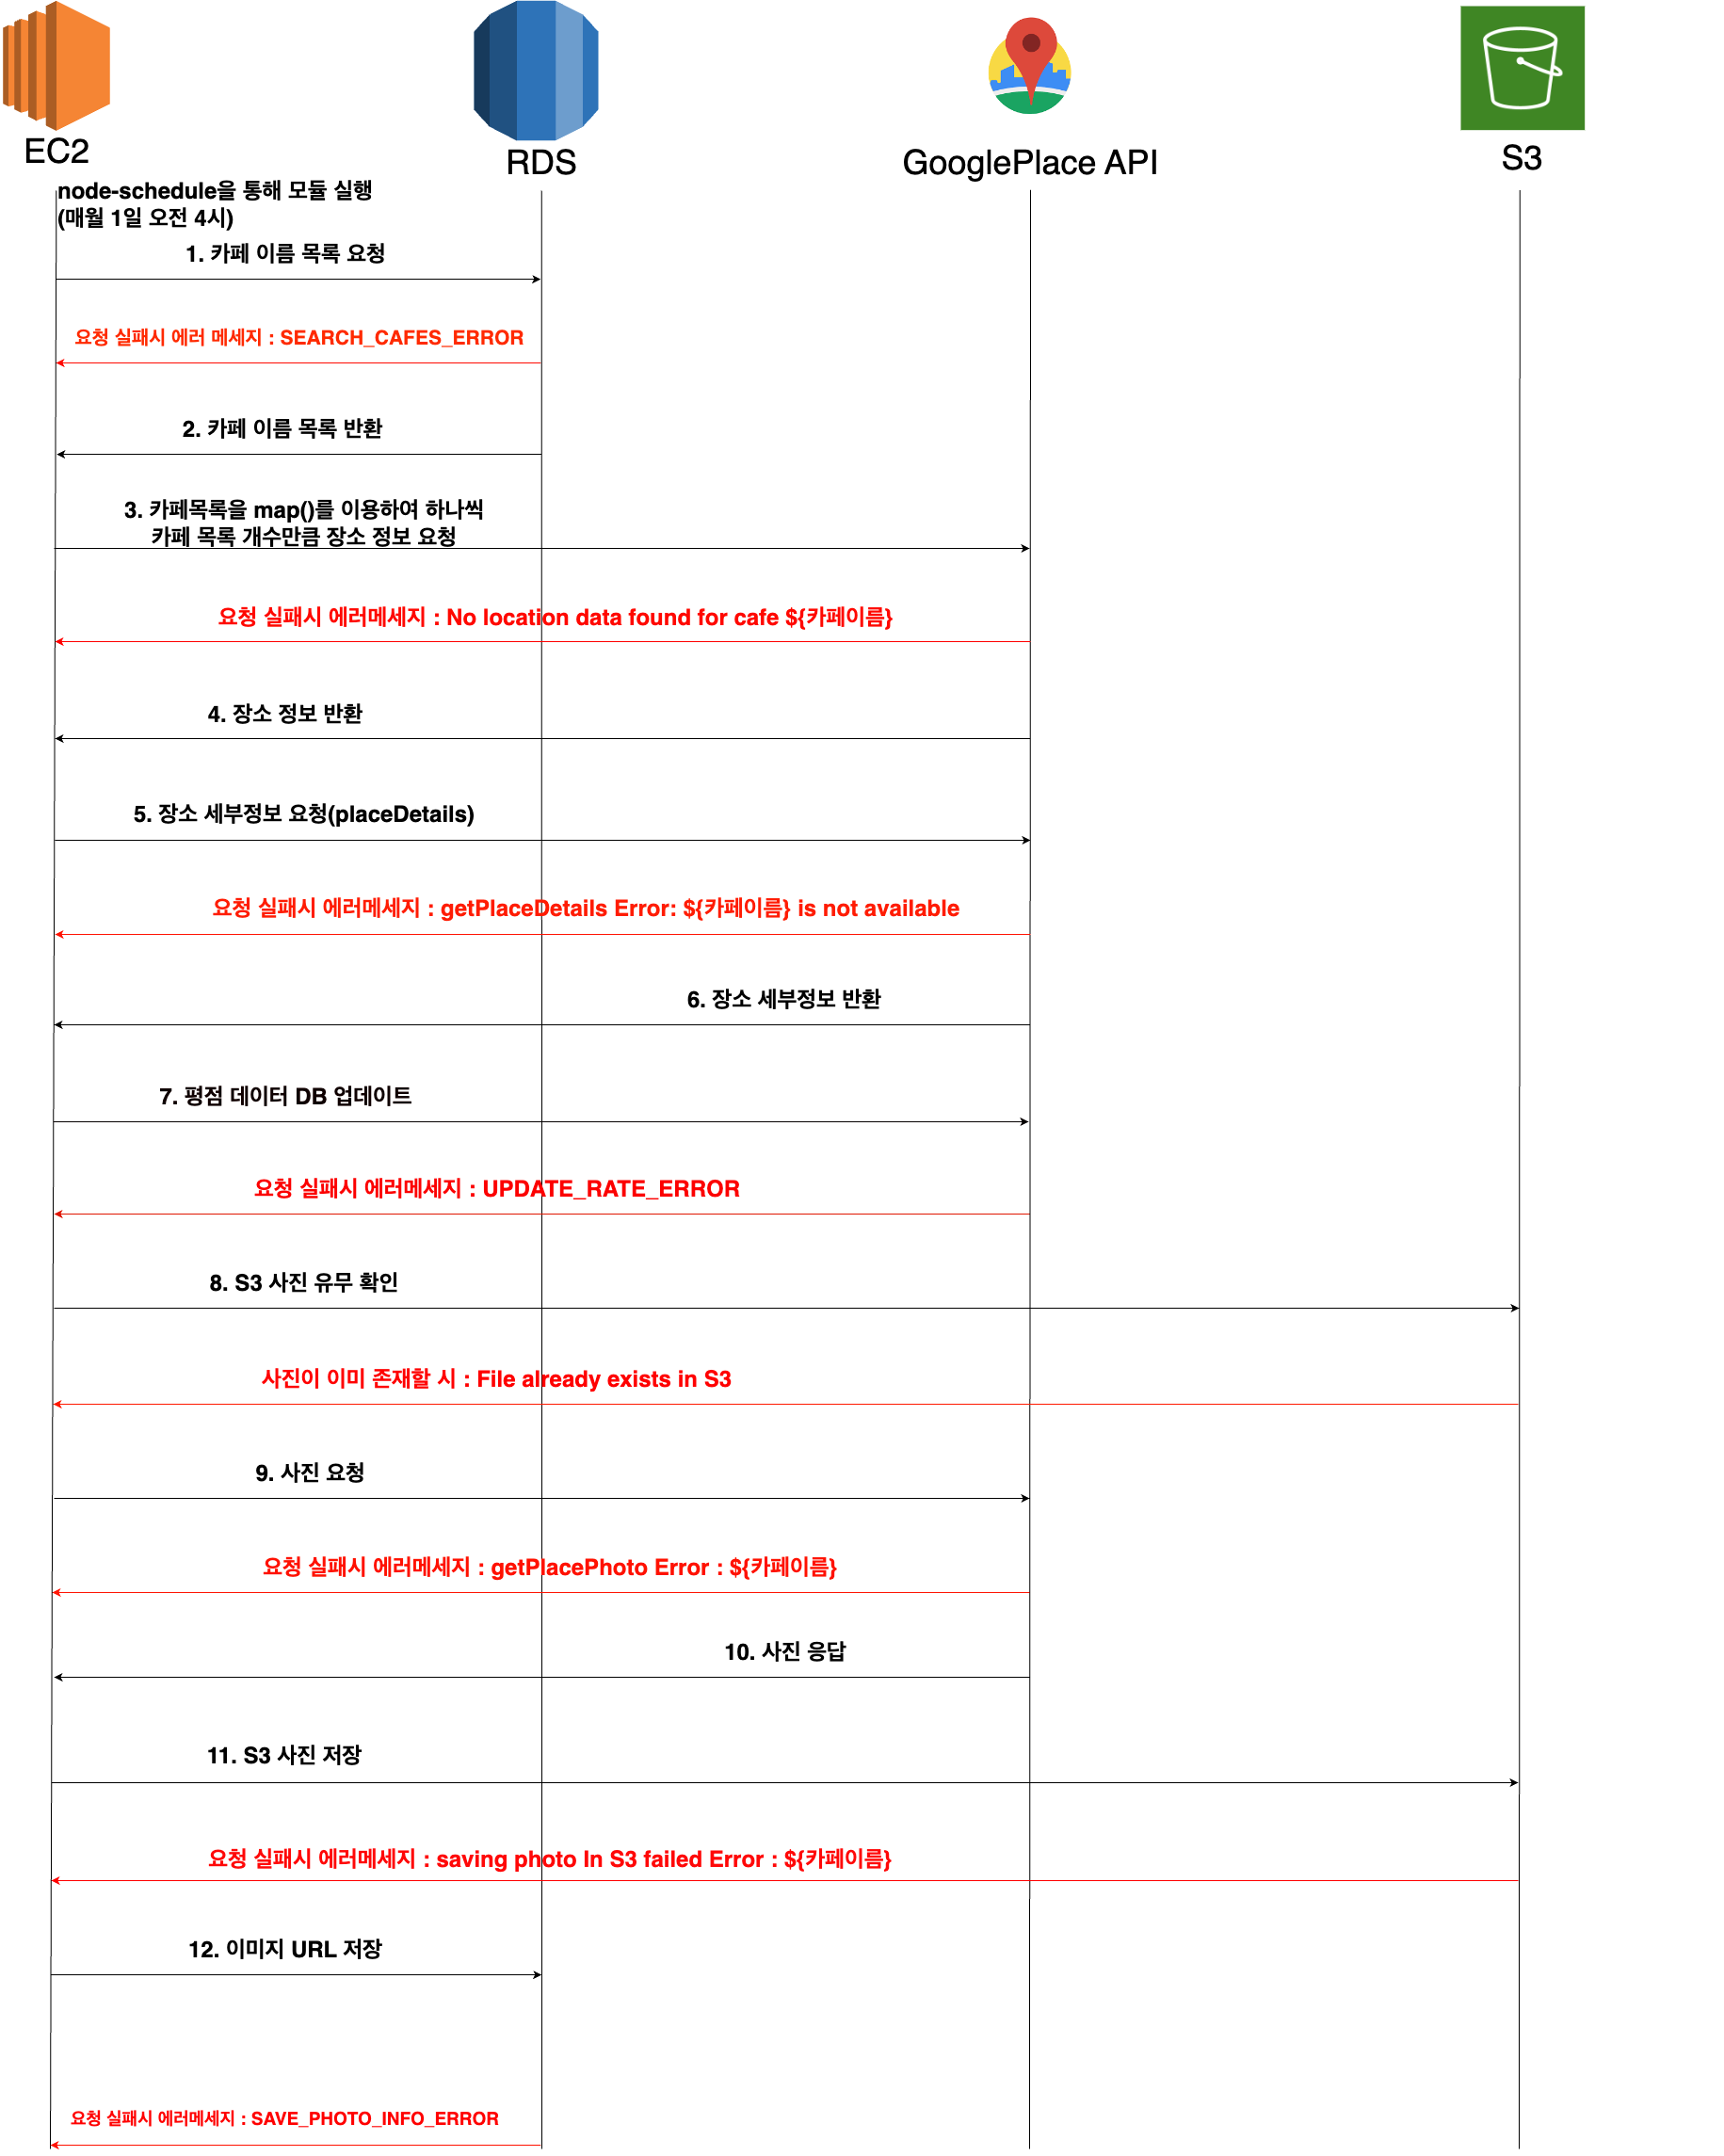 EC2
RDS
GooglePlace API
S3
node-schedule을 통해 모듈 실행
(매월 1일 오전 4시)
1. 카페 이름 목록 요청
요청 실패시 에러 메세지 : SEARCH_CAFES_ERROR
2. 카페 이름 목록 반환
3. 카페목록을 map()를 이용하여 하나씩
카페 목록 개수만큼 장소 정보 요청
요청 실패시 에러메세지 : No location data found for cafe ${카페이름}
4. 장소 정보 반환
5. 장소 세부정보 요청(placeDetails)
요청 실패시 에러메세지 : getPlaceDetails Error: ${카페이름} is not available
6. 장소 세부정보 반환
7. 평점 데이터 DB 업데이트
요청 실패시 에러메세지 : UPDATE_RATE_ERROR
8. S3 사진 유무 확인
사진이 이미 존재할 시 : File already exists in S3
9. 사진 요청
요청 실패시 에러메세지 : getPlacePhoto Error : ${카페이름}
10. 사진 응답
11. S3 사진 저장
요청 실패시 에러메세지 : saving photo In S3 failed Error : ${카페이름}
12. 이미지 URL 저장
요청 실패시 에러메세지 : SAVE_PHOTO_INFO_ERROR